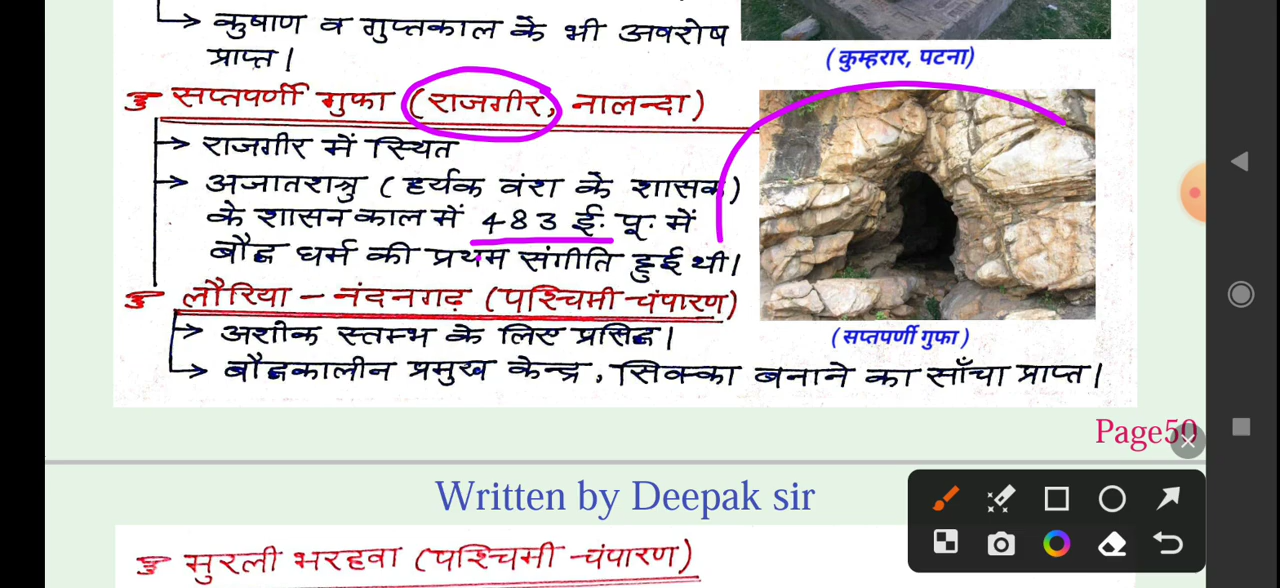 कुषाण व गुप्तकाल के भी अवशेष
प्राप्त।
(कुम्हरार, पटना)
सप्तपर्णी गुफा (राजगीर, नालन्दा)
राजगीर में स्थित
अजातशत्रु (हर्यक वंश के शासक)
के शासन काल में 483 ई. पू. में
बौद्ध धर्म की प्रथम संगीति हुई थी।
(सप्तपर्णी गुफा)
लौरिया - नंदनगढ़ (पश्चिमी-चंपारण)
अशोक स्तम्भ के लिए प्रसिद्ध।
बौद्धकालीन प्रमुख केन्द्र, सिक्का बनाने का साँचा प्राप्त।
Page50
Written by Deepak sir
मुरली भरहवा (पश्चिमी-चंपारण)